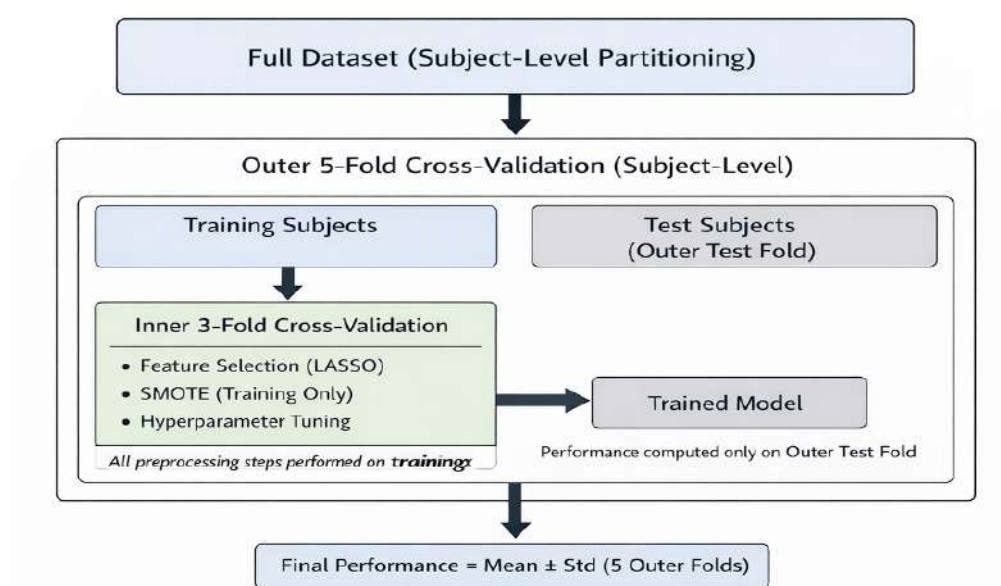 Full Dataset (Subject-Level Partitioning)
Outer 5-Fold Cross-Validation (Subject-Level)
Training Subjects
Test Subjects
(Outer Test Fold)
Inner 3-Fold Cross-Validation
• Feature Selection (LASSO)
• SMOTE (Training Only)
• Hyperparameter Tuning
All preprocessing steps performed on
Trained Model
Performance computed only on Outer Test Fold
Final Performance = Mean ± Std (5 Outer Folds)